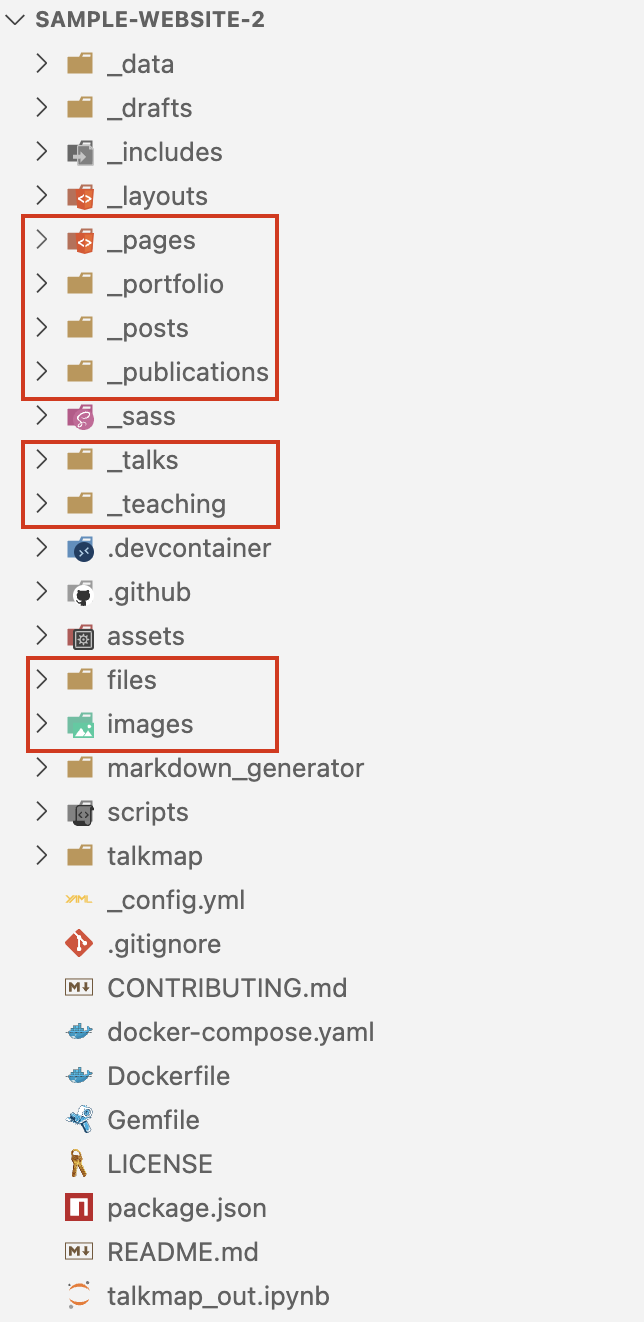 SAMPLE-WEBSITE-2
_data
_drafts
_includes
_layouts
_pages
_portfolio
_posts
_publications
_sass
_talks
_teaching
.devcontainer
.github
assets
files
images
markdown_generator
scripts
talkmap
YAML _config.yml
.gitignore
M↓ CONTRIBUTING.md
docker-compose.yaml
Dockerfile
Gemfile
LICENSE
package.json
M↓ README.md
talkmap_out.ipynb